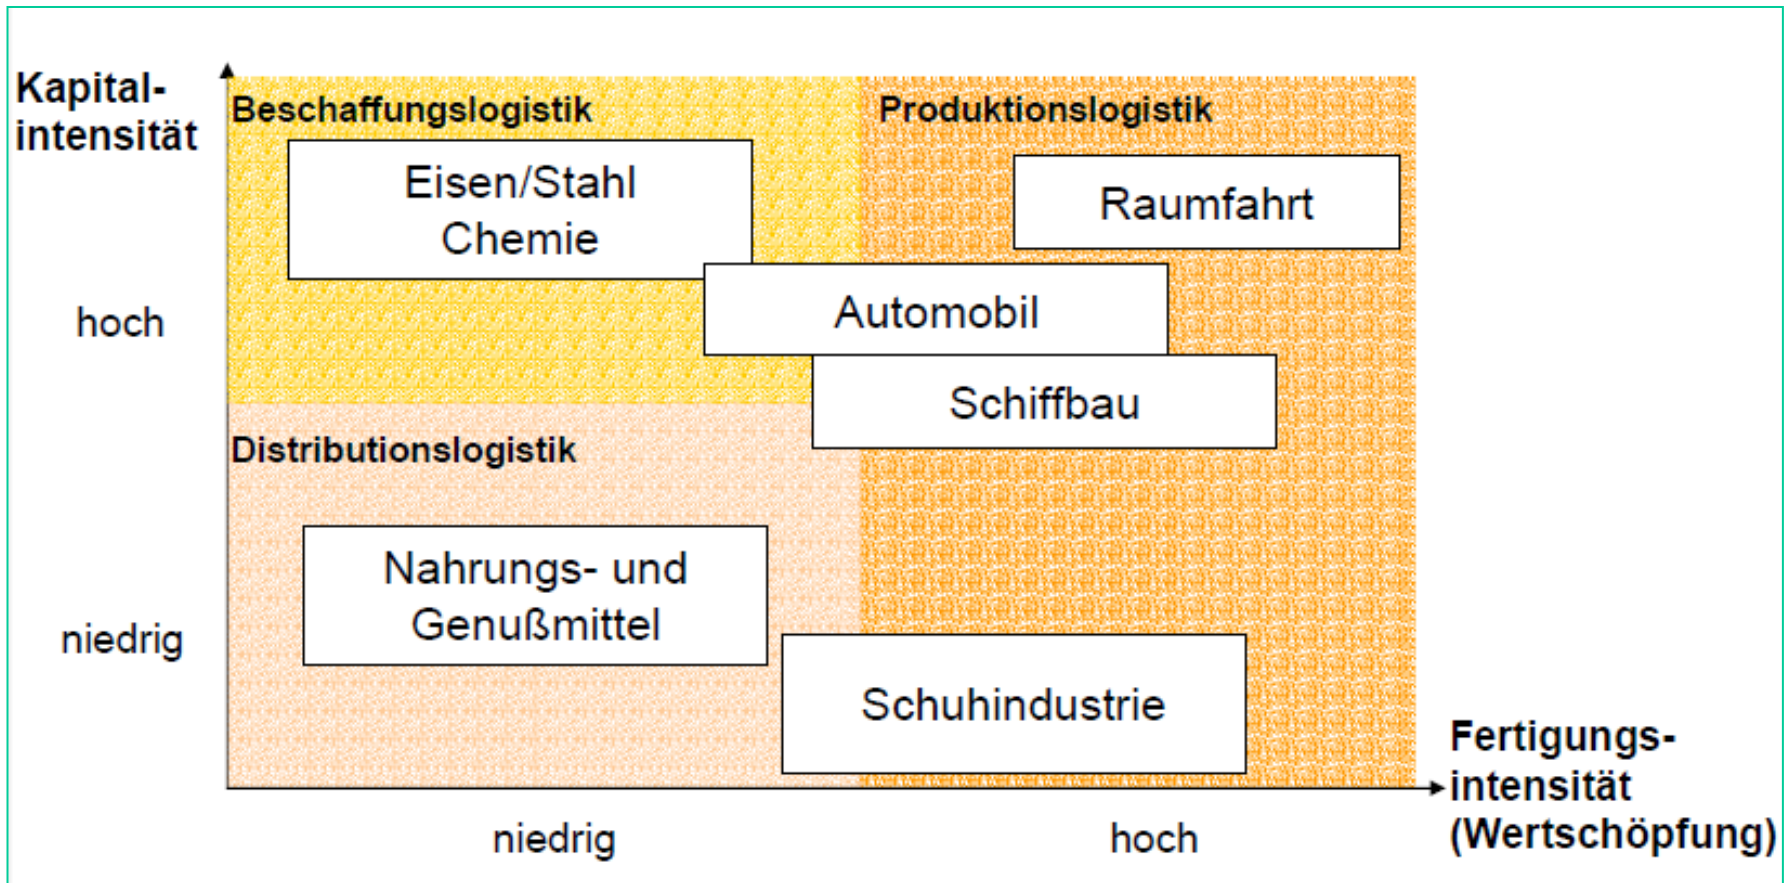 Kapital-
intensität
Beschaffungslogistik
Produktionslogistik
Eisen/Stahl
Chemie
Raumfahrt
hoch
Automobil
Schiffbau
Distributionslogistik
Nahrungs- und
Genußmittel
niedrig
Schuhindustrie
Fertigungs-
intensität
(Wertschöpfung)
niedrig
hoch